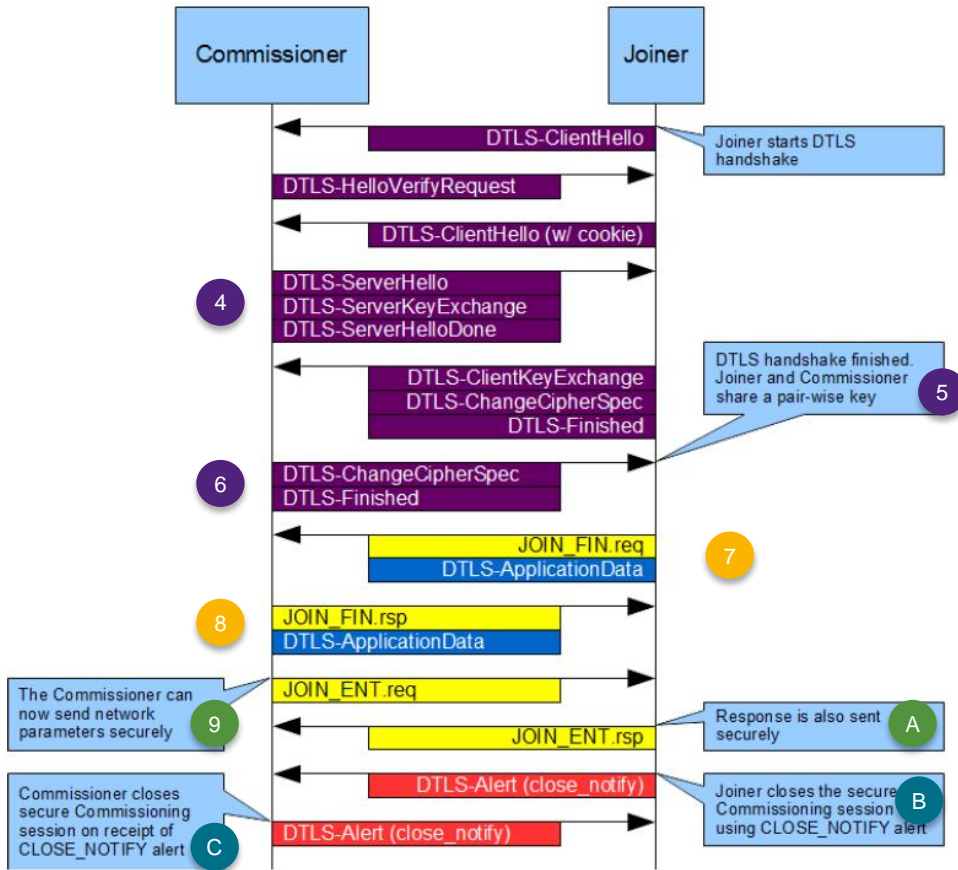 Commissioner
Joiner
DTLS-ClientHello
Joiner starts DTLS
handshake
DTLS-HelloVerifyRequest
DTLS-ClientHello (w/ cookie)
4
DTLS-ServerHello
DTLS-ServerKeyExchange
DTLS-ServerHelloDone
DTLS-ClientKeyExchange
DTLS-ChangeCipherSpec
DTLS-Finished
DTLS handshake finished.
Joiner and Commissioner
share a pair-wise key
5
6
DTLS-ChangeCipherSpec
DTLS-Finished
JOIN_FIN.req
DTLS-ApplicationData
7
8
JOIN_FIN.rsp
DTLS-ApplicationData
The Commissioner can
now send network
parameters securely
9
JOIN_ENT.req
JOIN_ENT.rsp
Response is also sent
securely
A
Commissioner closes
secure Commissioning
session on receipt of
CLOSE_NOTIFY alert
C
DTLS-Alert (close_notify)
DTLS-Alert (close_notify)
Joiner closes the secure
Commissioning session
using CLOSE_NOTIFY alert
B